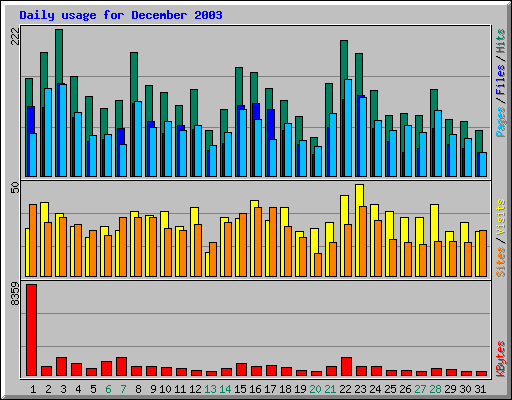 Daily usage for December 2003
222
Pages / Files / Hits
50
Sites / Visits
8359
KBytes
1 2 3 4 5 6 7 8 9 10 11 12 13 14 15 16 17 18 19 20 21 22 23 24 25 26 27 28 29 30 31